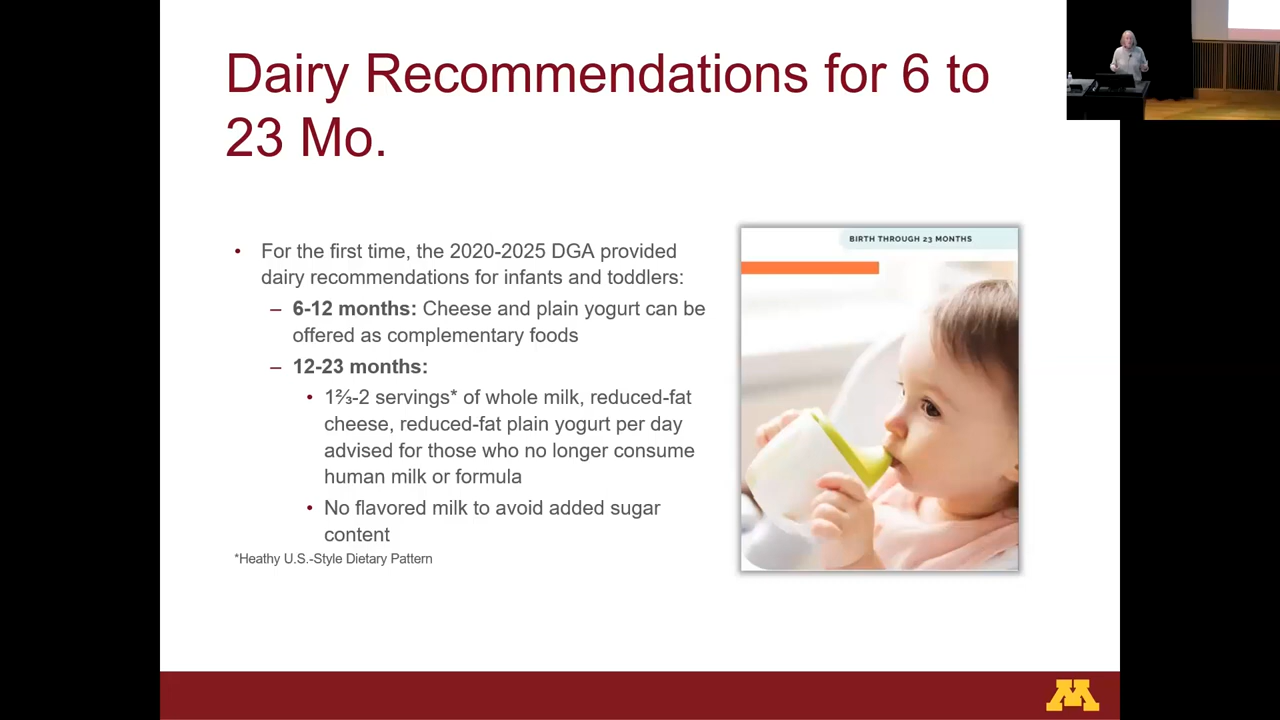 Dairy Recommendations for 6 to
23 Mo.
• For the first time, the 2020-2025 DGA provided
dairy recommendations for infants and toddlers:
– 6-12 months: Cheese and plain yogurt can be
offered as complementary foods
– 12-23 months:
• 1⅔-2 servings* of whole milk, reduced-fat
cheese, reduced-fat plain yogurt per day
advised for those who no longer consume
human milk or formula
• No flavored milk to avoid added sugar
content
*Heathy U.S.-Style Dietary Pattern
BIRTH THROUGH 23 MONTHS
M